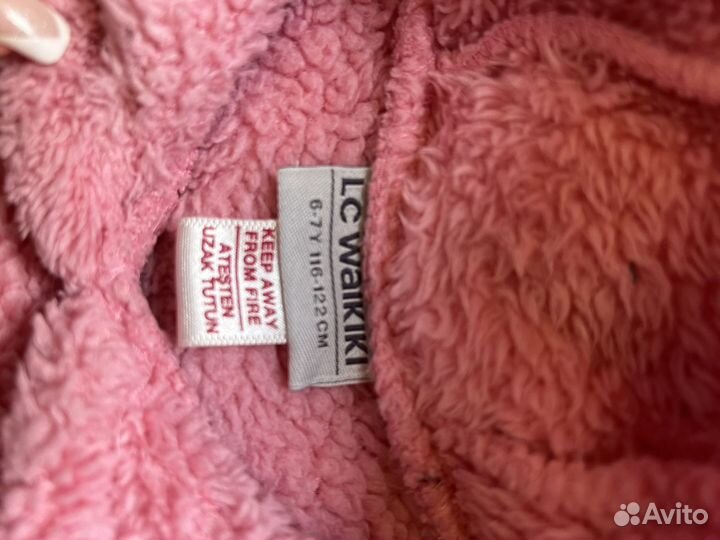 LC WAIKIKI
6-7Y 116-122 CM
KEEP AWAY
FROM FIRE
ATEŞTEN
UZAK TUTUN
Avito